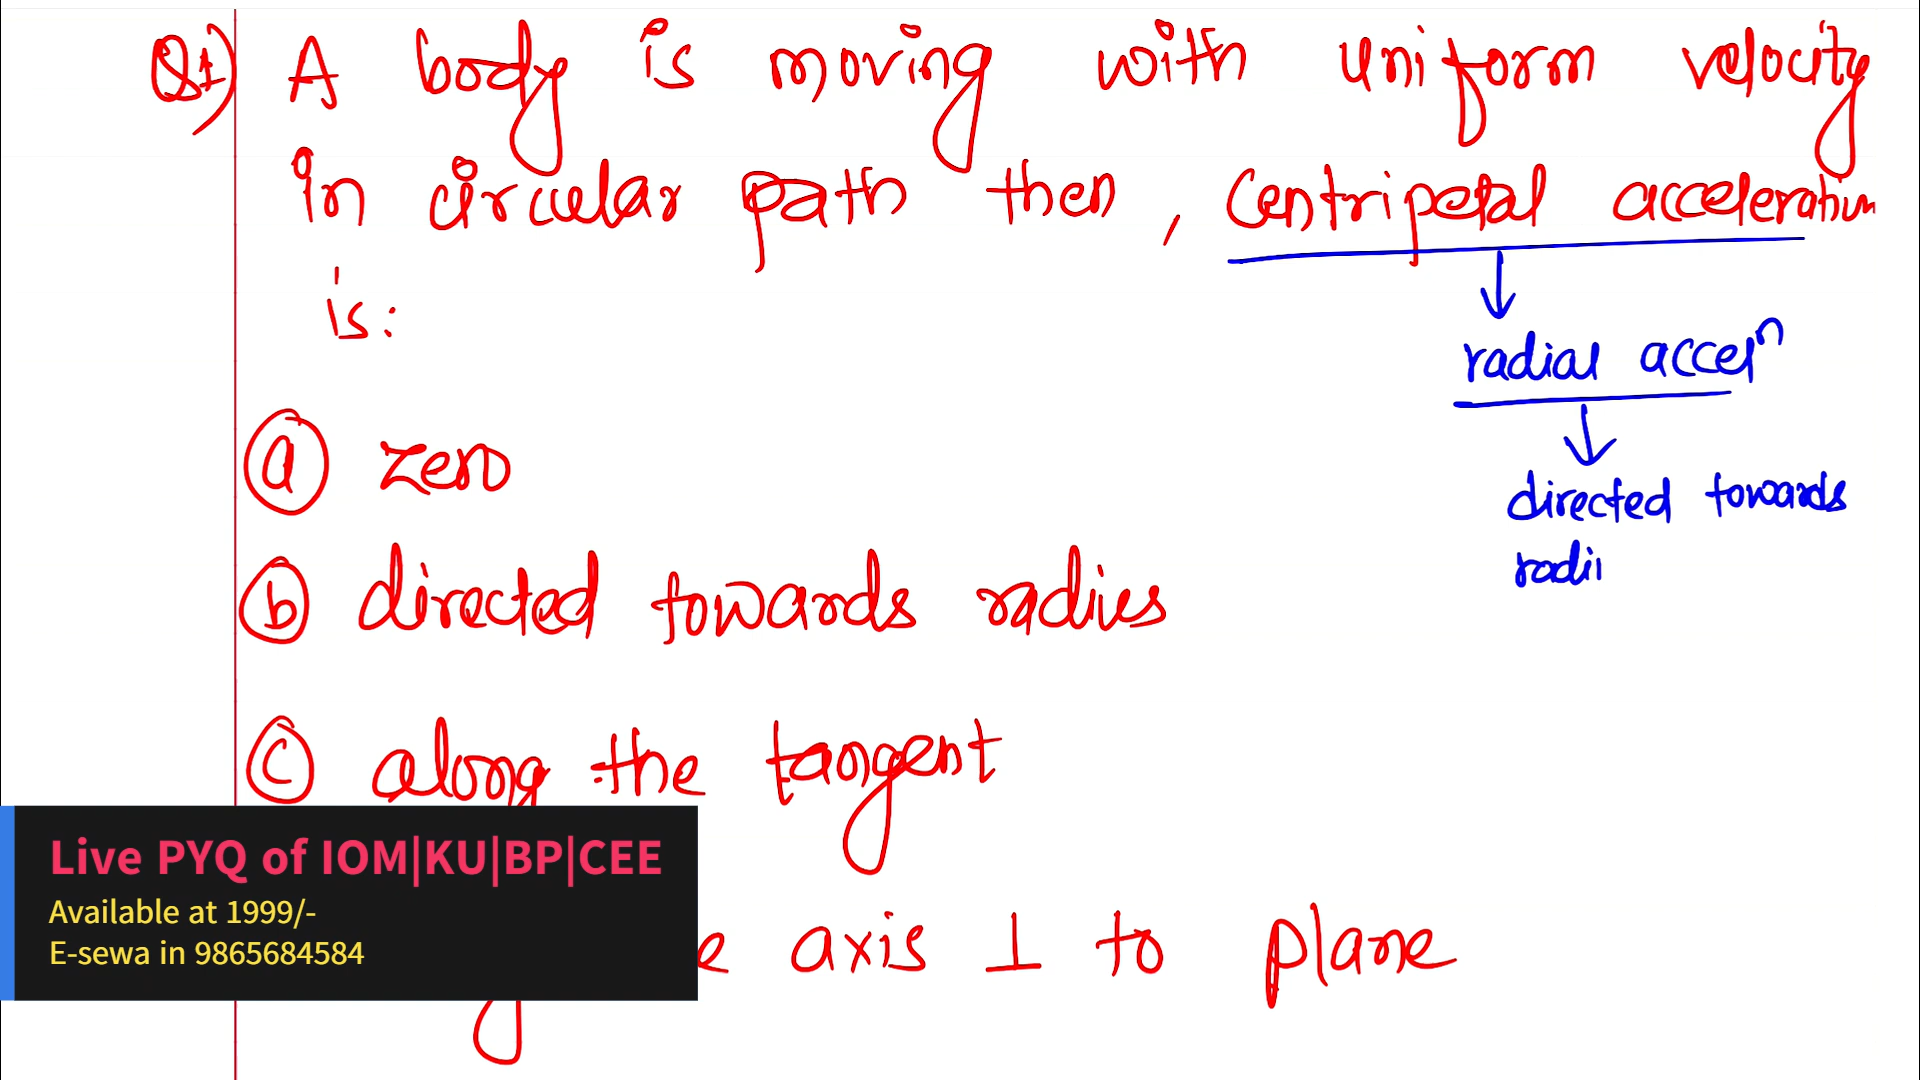 Q1) A body is moving with uniform velocity
in circular path then, centripetal acceleration
is:
radial accelⁿ
directed towards
radii
ⓐ zero
ⓑ directed towards radius
ⓒ along the tangent
axis ⊥ to plane
Live PYQ of IOM|KU|BP|CEE
Available at 1999/-
E-sewa in 9865684584